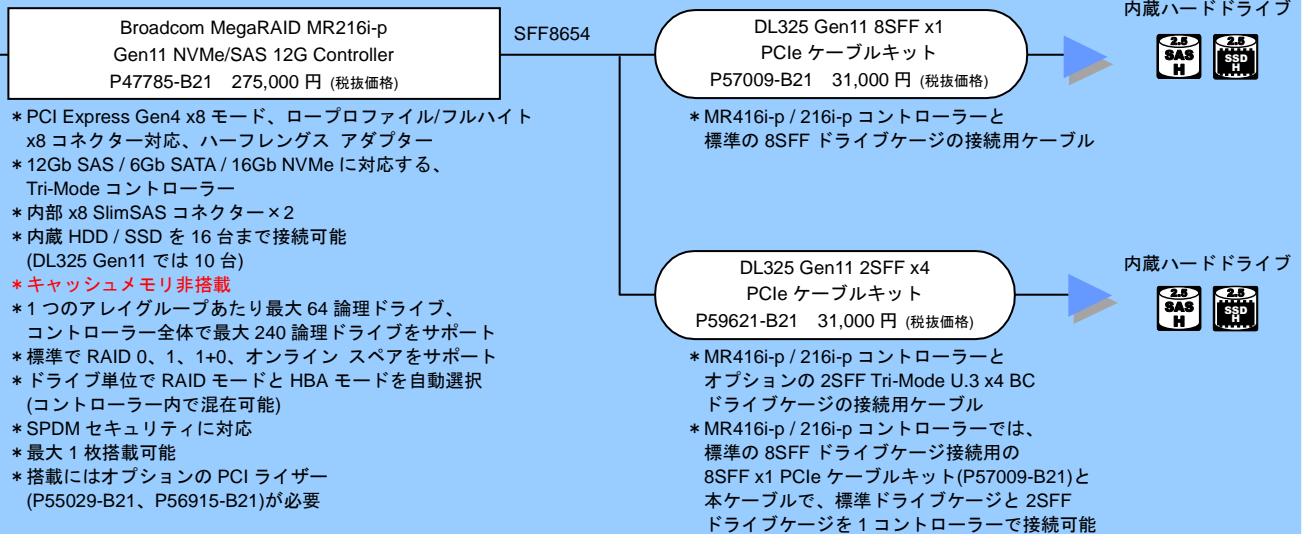 Broadcom MegaRAID MR216i-p
Gen11 NVMe/SAS 12G Controller
P47785-B21 275,000 円 (税抜価格)
*PCI Express Gen4 x8 モード、ロープロファイル/フルハイト
x8 コネクター対応、ハーフレングス アダプター
*12Gb SAS / 6Gb SATA / 16Gb NVMe に対応する、
Tri-Mode コントローラー
*内部 x8 SlimSAS コネクター×2
*内蔵 HDD / SSD を 16 台まで接続可能
(DL325 Gen11 では 10 台)
*キャッシュメモリ非搭載
*1 つのアレイグループあたり最大 64 論理ドライブ、
コントローラー全体で最大 240 論理ドライブをサポート
*標準で RAID 0、1、1+0、オンライン スペアをサポート
*ドライブ単位で RAID モードと HBA モードを自動選択
(コントローラー内で混在可能)
*SPDM セキュリティに対応
*最大 1 枚搭載可能
*搭載にはオプションの PCI ライザー
(P55029-B21、P56915-B21)が必要
SFF8654
DL325 Gen11 8SFF x1
PCIe ケーブルキット
P57009-B21 31,000 円 (税抜価格)
*MR416i-p / 216i-p コントローラーと
標準の 8SFF ドライブケージの接続用ケーブル
内蔵ハードドライブ
2.5 SAS H
2.5 SSD H
DL325 Gen11 2SFF x4
PCIe ケーブルキット
P59621-B21 31,000 円 (税抜価格)
*MR416i-p / 216i-p コントローラーと
オプションの 2SFF Tri-Mode U.3 x4 BC
ドライブケージの接続用ケーブル
*MR416i-p / 216i-p コントローラーでは、
標準の 8SFF ドライブケージ接続用の
8SFF x1 PCIe ケーブルキット(P57009-B21)と
本ケーブルで、標準ドライブケージと 2SFF
ドライブケージを 1 コントローラーで接続可能
内蔵ハードドライブ
2.5 SAS H
2.5 SSD H